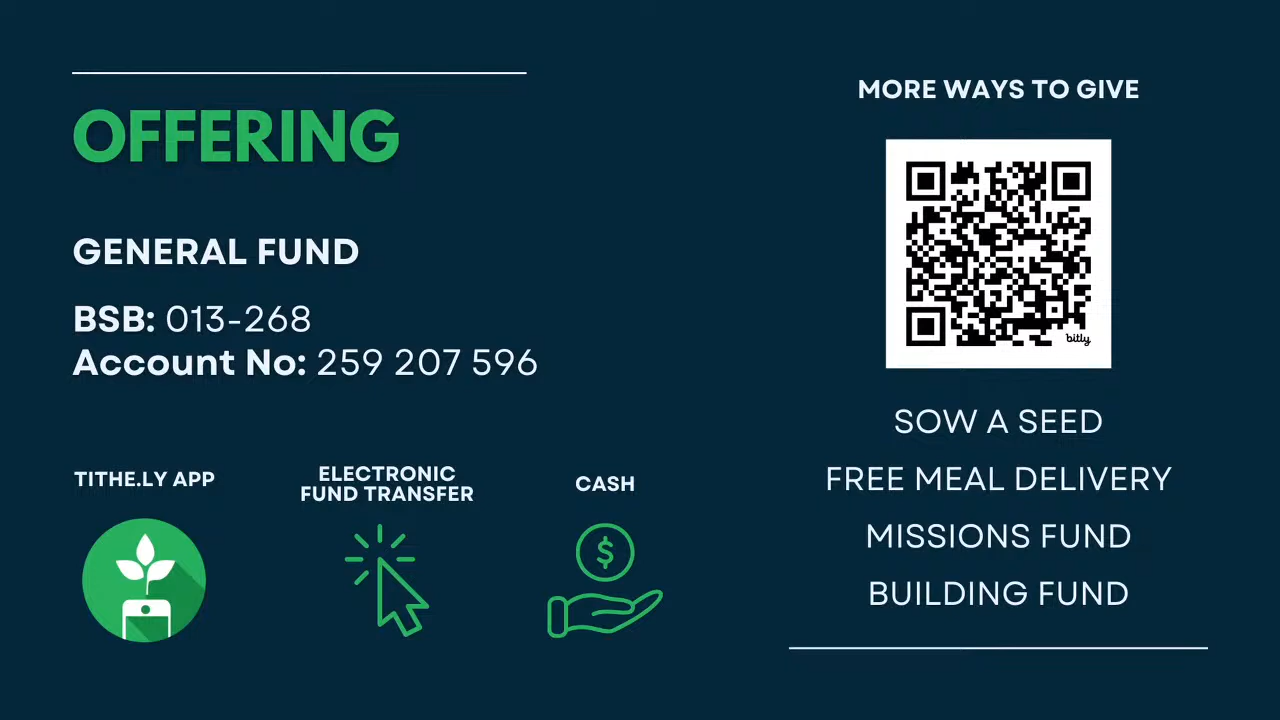 OFFERING
GENERAL FUND
BSB: 013-268
Account No: 259 207 596
TITHE.LY APP
ELECTRONIC
FUND TRANSFER
CASH
$
MORE WAYS TO GIVE
bitly
SOW A SEED
FREE MEAL DELIVERY
MISSIONS FUND
BUILDING FUND